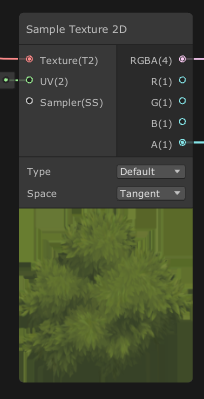 Sample Texture 2D
Texture(T2) RGBA(4)
UV(2) R(1)
Sampler(SS) G(1)
B(1)
A(1)
Type Default
Space Tangent